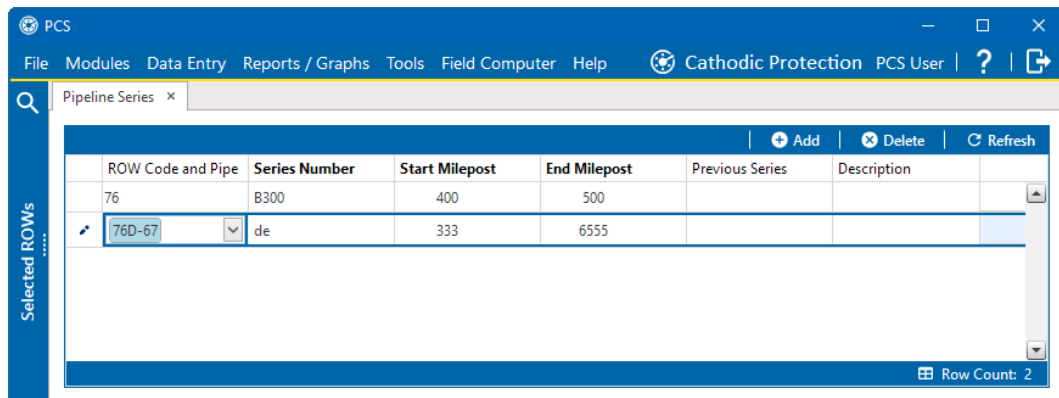 PCS
File Modules Data Entry Reports / Graphs Tools Field Computer Help Cathodic Protection PCS User | ? |
Pipeline Series ×
Selected ROWs
Add | Delete | Refresh
ROW Code and Pipe Series Number Start Milepost End Milepost Previous Series Description
76 B300 400 500
76D-67 de 333 6555
Row Count: 2